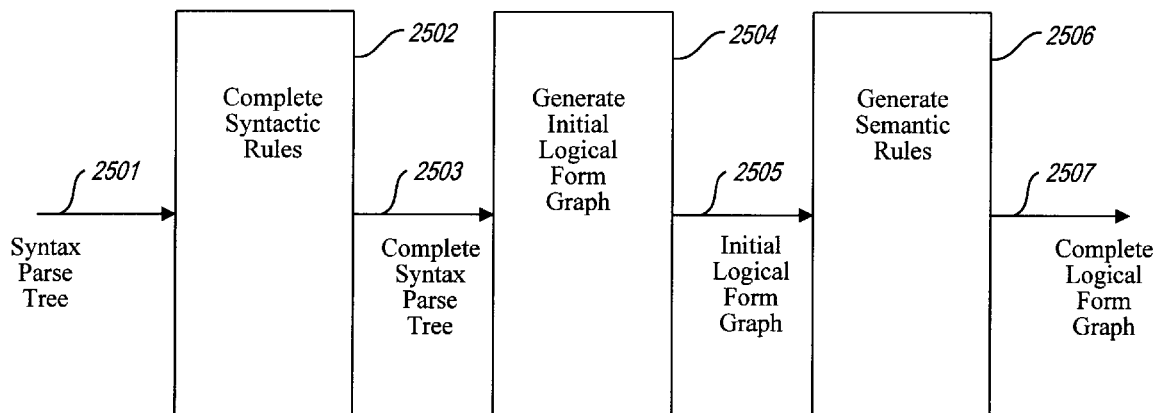 2502
2504
2506
Complete
Syntactic
Rules
Generate
Initial
Logical
Form
Graph
Generate
Semantic
Rules
2501
2503
2505
2507
Syntax
Parse
Tree
Complete
Syntax
Parse
Tree
Initial
Logical
Form
Graph
Complete
Logical
Form
Graph